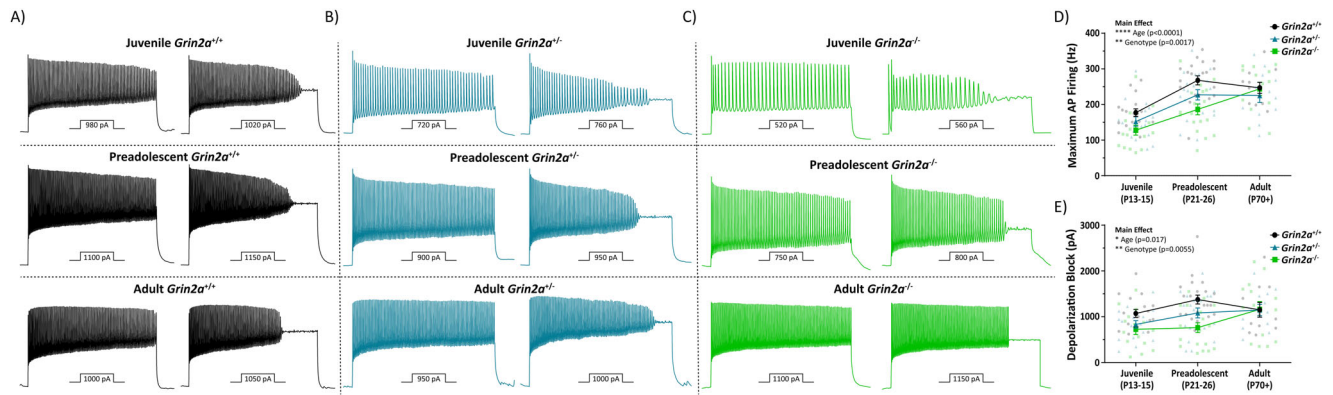 A)
Juvenile Grin2a+/+
980 pA
1020 pA
Preadolescent Grin2a+/+
1100 pA
1150 pA
Adult Grin2a+/+
1000 pA
1050 pA
B)
Juvenile Grin2a+/-
720 pA
760 pA
Preadolescent Grin2a+/-
900 pA
950 pA
Adult Grin2a+/-
950 pA
1000 pA
C)
Juvenile Grin2a-/-
520 pA
560 pA
Preadolescent Grin2a-/-
750 pA
800 pA
Adult Grin2a-/-
1100 pA
1150 pA
D)
Main Effect
**** Age (p<0.0001)
** Genotype (p=0.0017)
Grin2a+/+
Grin2a+/-
Grin2a-/-
Maximum AP Firing (Hz)
400
300
200
100
0
Juvenile
(P13-15)
Preadolescent
(P21-26)
Adult
(P70+)
E)
Main Effect
* Age (p=0.017)
** Genotype (p=0.0055)
Grin2a+/+
Grin2a+/-
Grin2a-/-
Depolarization Block (pA)
3000
2500
2000
1500
1000
500
0
Juvenile
(P13-15)
Preadolescent
(P21-26)
Adult
(P70+)